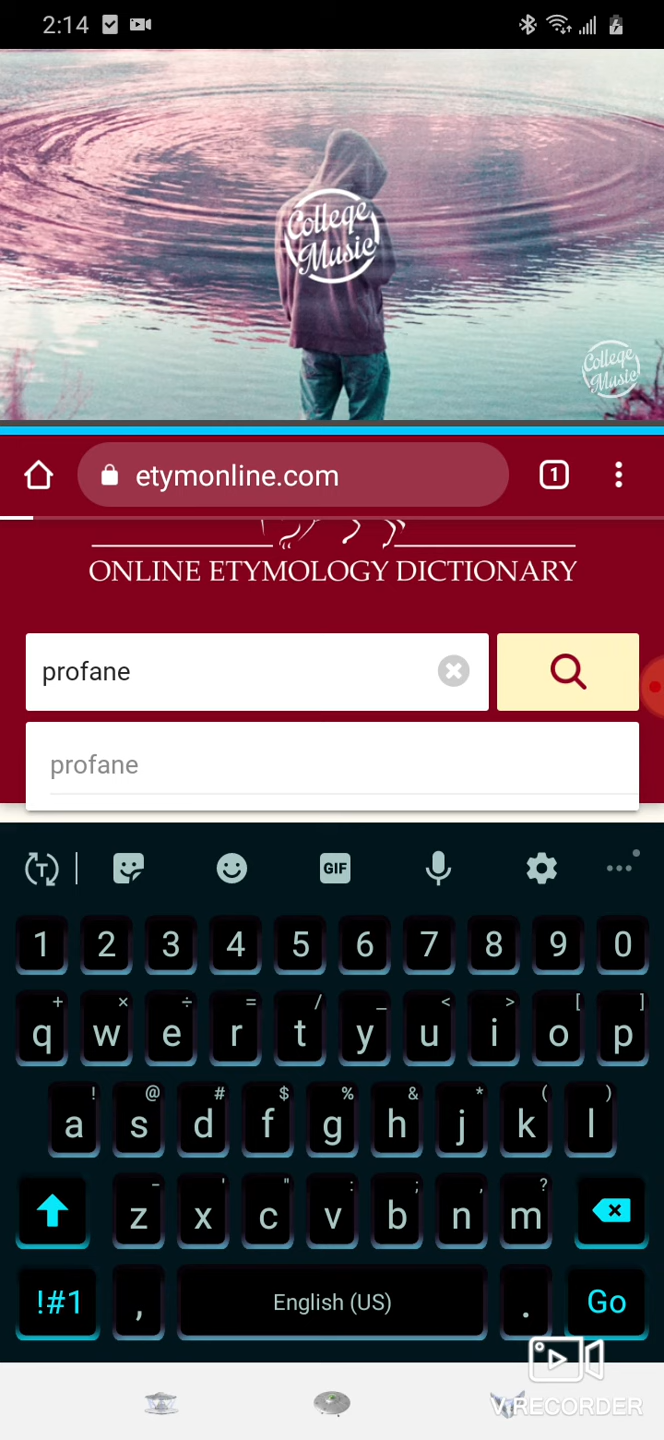 2:14
College
Music
College
Music
etymonline.com
1
ONLINE ETYMOLOGY DICTIONARY
profane
profane
T
GIF
1 2 3 4 5 6 7 8 9 0
+ × ÷ = / _ < > [ ]
q w e r t y u i o p
! @ # $ % & * ( )
a s d f g h j k l
- ' " : ; , ?
z x c v b n m
!#1 , English (US) . Go
V RECORDER